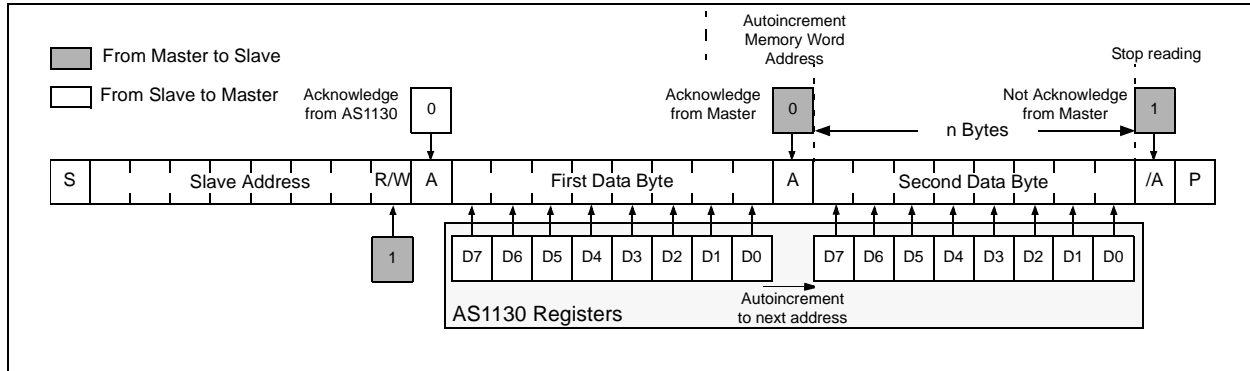 Autoincrement
Memory Word
Address
From Master to Slave
From Slave to Master
Stop reading
Acknowledge
from AS1130
0
Acknowledge
from Master
0
Not Acknowledge
from Master
1
n Bytes
S Slave Address R/W A First Data Byte A Second Data Byte /A P
1
D7 D6 D5 D4 D3 D2 D1 D0 D7 D6 D5 D4 D3 D2 D1 D0
Autoincrement
to next address
AS1130 Registers